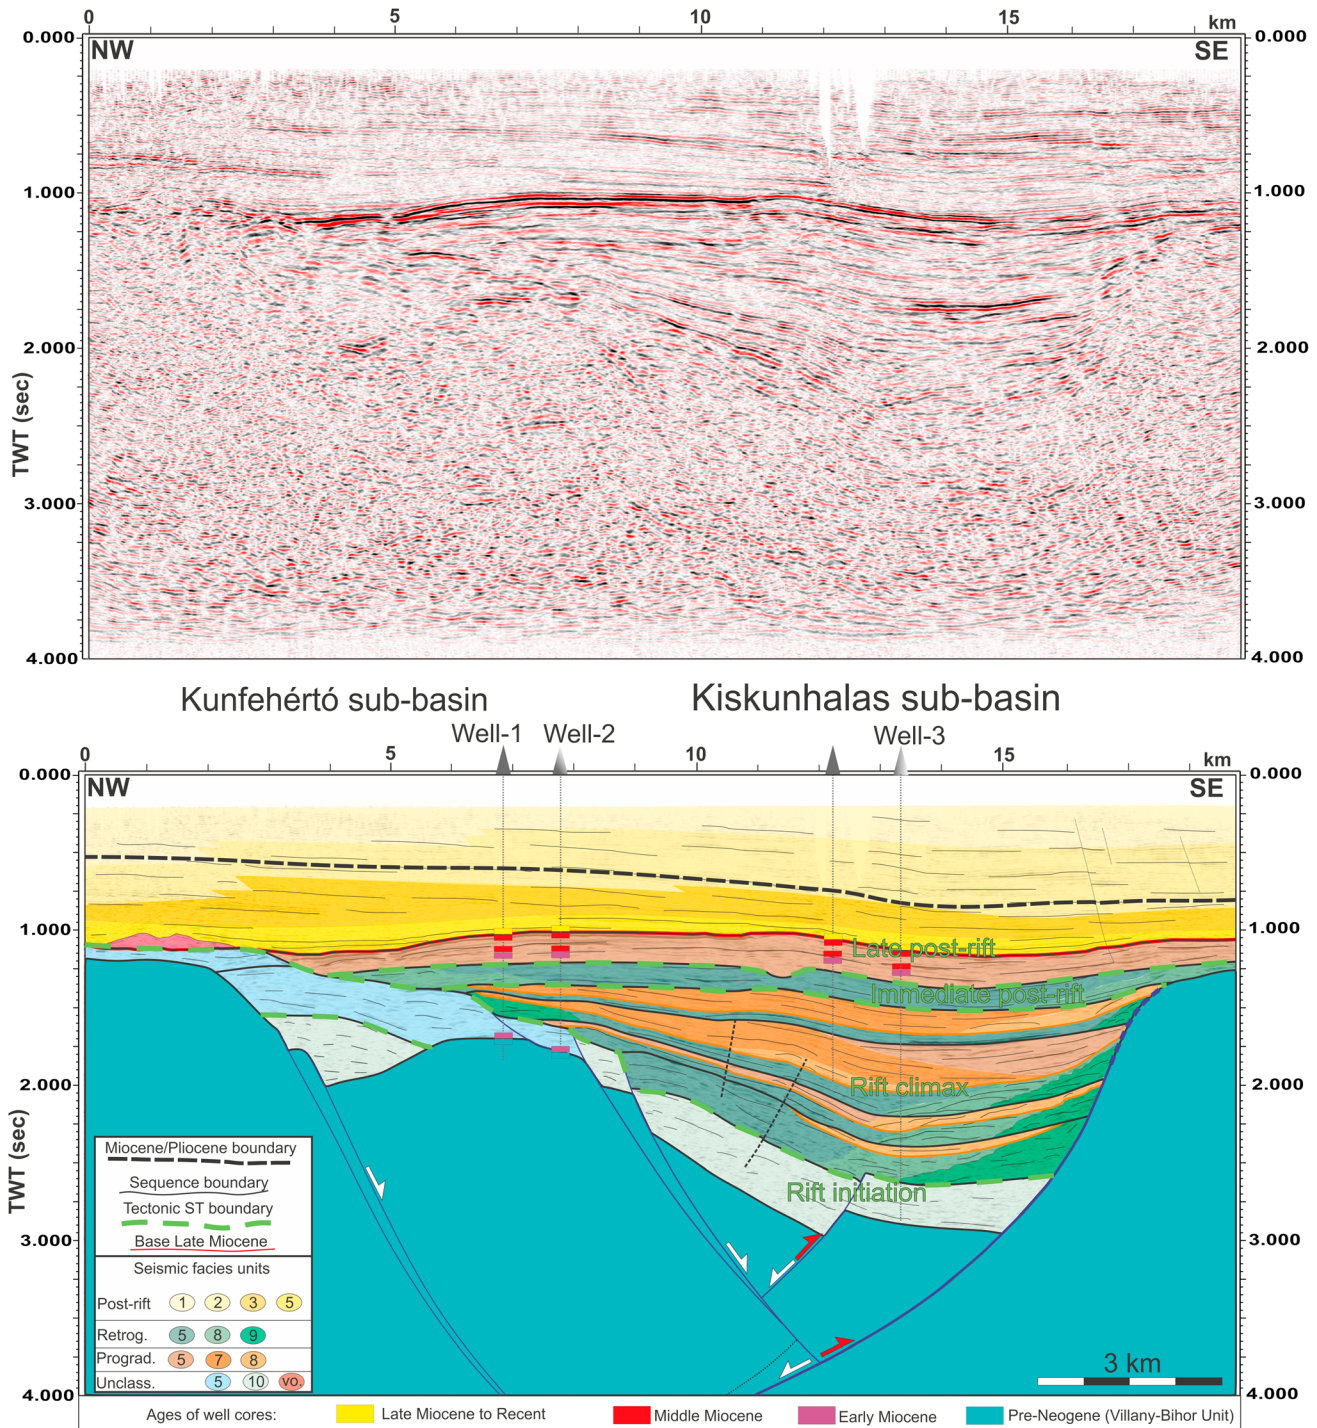 0 5 10 15 km
0.000 NW SE 0.000
1.000 1.000
2.000 2.000
TWT (sec)
3.000 3.000
4.000 4.000
Kunfehértó sub-basin Kiskunhalas sub-basin
Well-1 Well-2 Well-3
0 5 10 15 km
0.000 NW SE 0.000
1.000 1.000
Late post-rift
Immediate post-rift
Rift climax
2.000 2.000
TWT (sec)
Rift initiation
Miocene/Pliocene boundary
Sequence boundary
Tectonic ST boundary
Base Late Miocene
Seismic facies units
Post-rift 1 2 3 5
Retrog. 5 8 9
Prograd. 5 7 8
Unclass. 5 10 vo.
3.000 3.000
3 km
4.000 4.000
Ages of well cores: Late Miocene to Recent Middle Miocene Early Miocene Pre-Neogene (Villany-Bihor Unit)